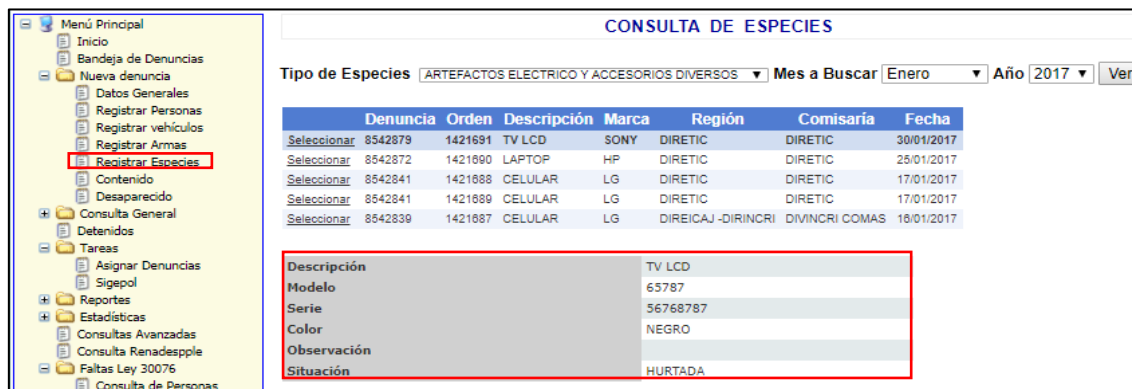 Menú Principal
Inicio
Bandeja de Denuncias
Nueva denuncia
Datos Generales
Registrar Personas
Registrar vehículos
Registrar Armas
Registrar Especies
Contenido
Desaparecido
Consulta General
Detenidos
Tareas
Asignar Denuncias
Sigepol
Reportes
Estadísticas
Consultas Avanzadas
Consulta Renadespple
Faltas Ley 30076
Consulta de Personas
CONSULTA DE ESPECIES
Tipo de Especies ARTEFACTOS ELECTRICO Y ACCESORIOS DIVERSOS Mes a Buscar Enero Año 2017 Ver
Denuncia Orden Descripción Marca Región Comisaría Fecha
Seleccionar 8542879 1421691 TV LCD SONY DIRETIC DIRETIC 30/01/2017
Seleccionar 8542872 1421690 LAPTOP HP DIRETIC DIRETIC 25/01/2017
Seleccionar 8542841 1421688 CELULAR LG DIRETIC DIRETIC 17/01/2017
Seleccionar 8542841 1421689 CELULAR LG DIRETIC DIRETIC 17/01/2017
Seleccionar 8542839 1421687 CELULAR LG DIREICAJ -DIRINCRI DIVINCRI COMAS 16/01/2017
Descripción TV LCD
Modelo 65787
Serie 56768787
Color NEGRO
Observación
Situación HURTADA